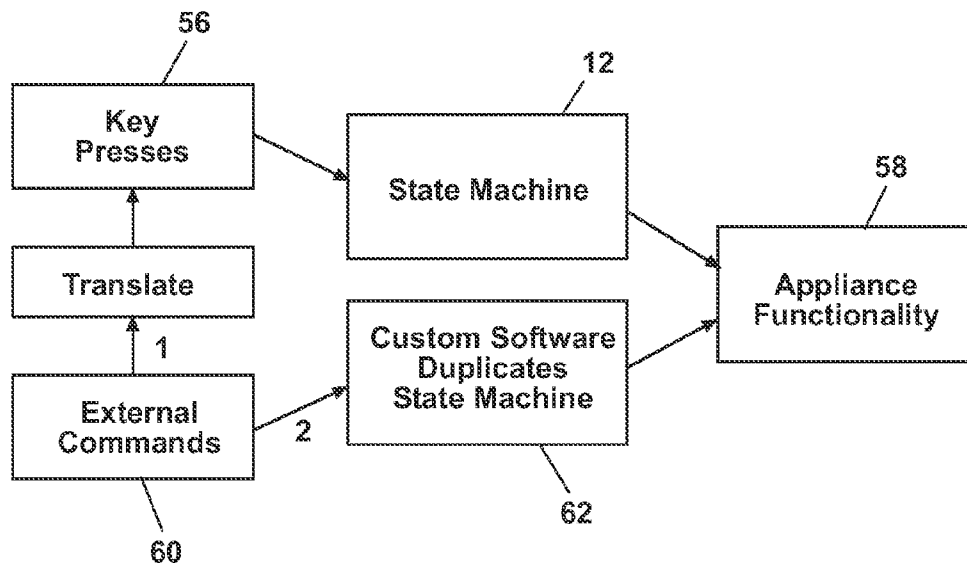 56
Key
Presses
12
State Machine
58
Appliance
Functionality
Translate
1
External
Commands
2
60
Custom Software
Duplicates
State Machine
62